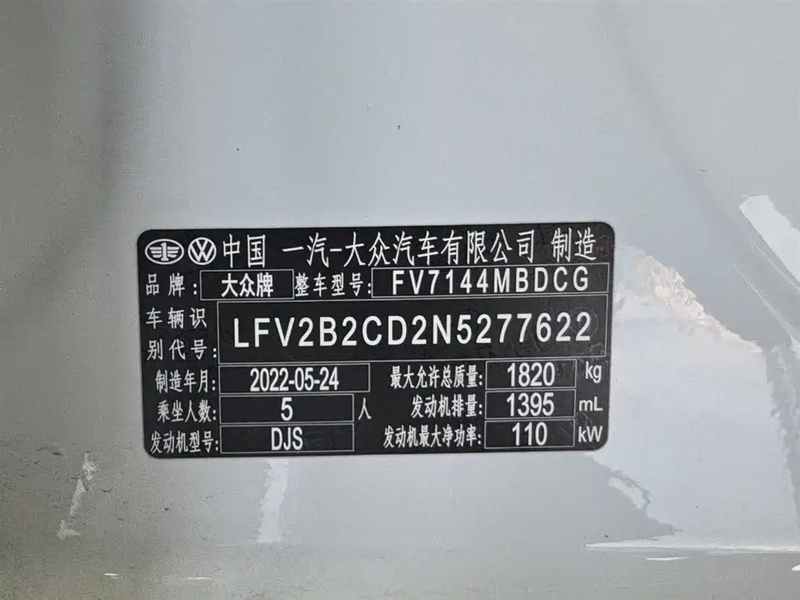 中国 一汽-大众汽车有限公司 制造
品牌: 大众牌 整车型号: FV7144MBDCG
车辆识别代号: LFV2B2CD2N5277622
制造年月: 2022-05-24 最大允许总质量: 1820 kg
乘坐人数: 5 人 发动机排量: 1395 mL
发动机型号: DJS 发动机最大净功率: 110 kW